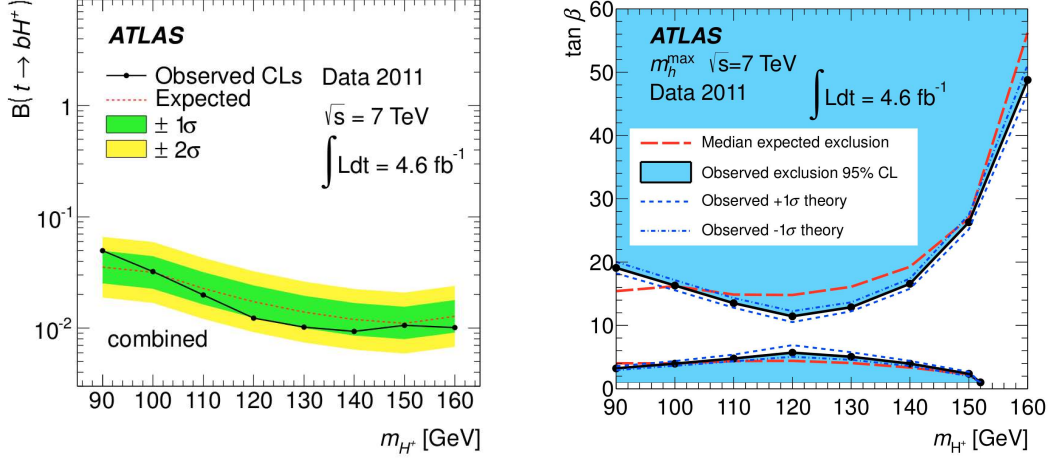 B(t → bH⁺)
ATLAS
Observed CLs
Expected
± 1σ
± 2σ
Data 2011
√s = 7 TeV
∫Ldt = 4.6 fb⁻¹
combined
1
10⁻¹
10⁻²
90 100 110 120 130 140 150 160
m_H⁺ [GeV]
tan β
ATLAS
m_h^max √s=7 TeV
Data 2011
∫Ldt = 4.6 fb⁻¹
Median expected exclusion
Observed exclusion 95% CL
Observed +1σ theory
Observed -1σ theory
60
50
40
30
20
10
0
90 100 110 120 130 140 150 160
m_H⁺ [GeV]